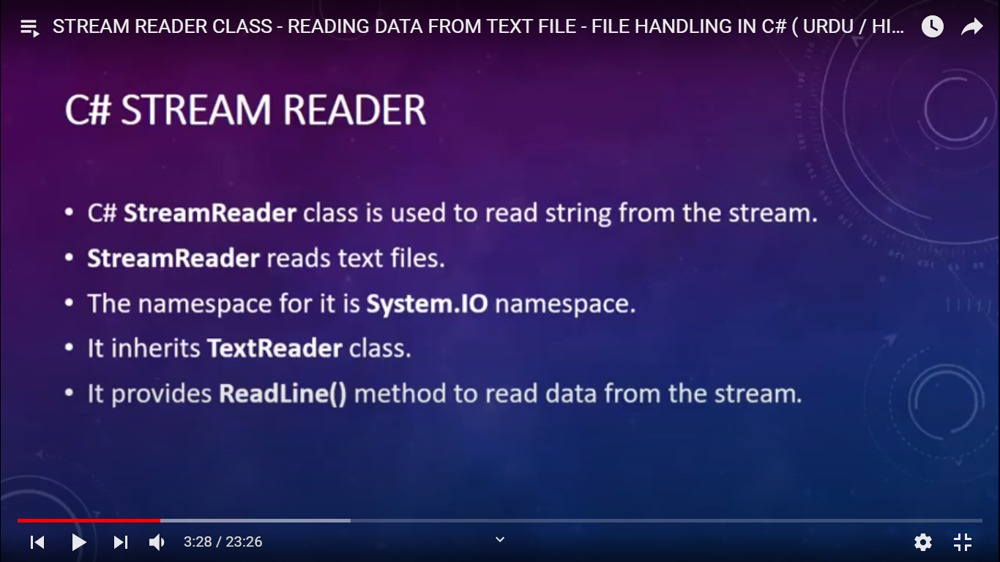 STREAM READER CLASS - READING DATA FROM TEXT FILE - FILE HANDLING IN C# ( URDU / HI...
C# STREAM READER
• C# StreamReader class is used to read string from the stream.
• StreamReader reads text files.
• The namespace for it is System.IO namespace.
• It inherits TextReader class.
• It provides ReadLine() method to read data from the stream.
3:28 / 23:26